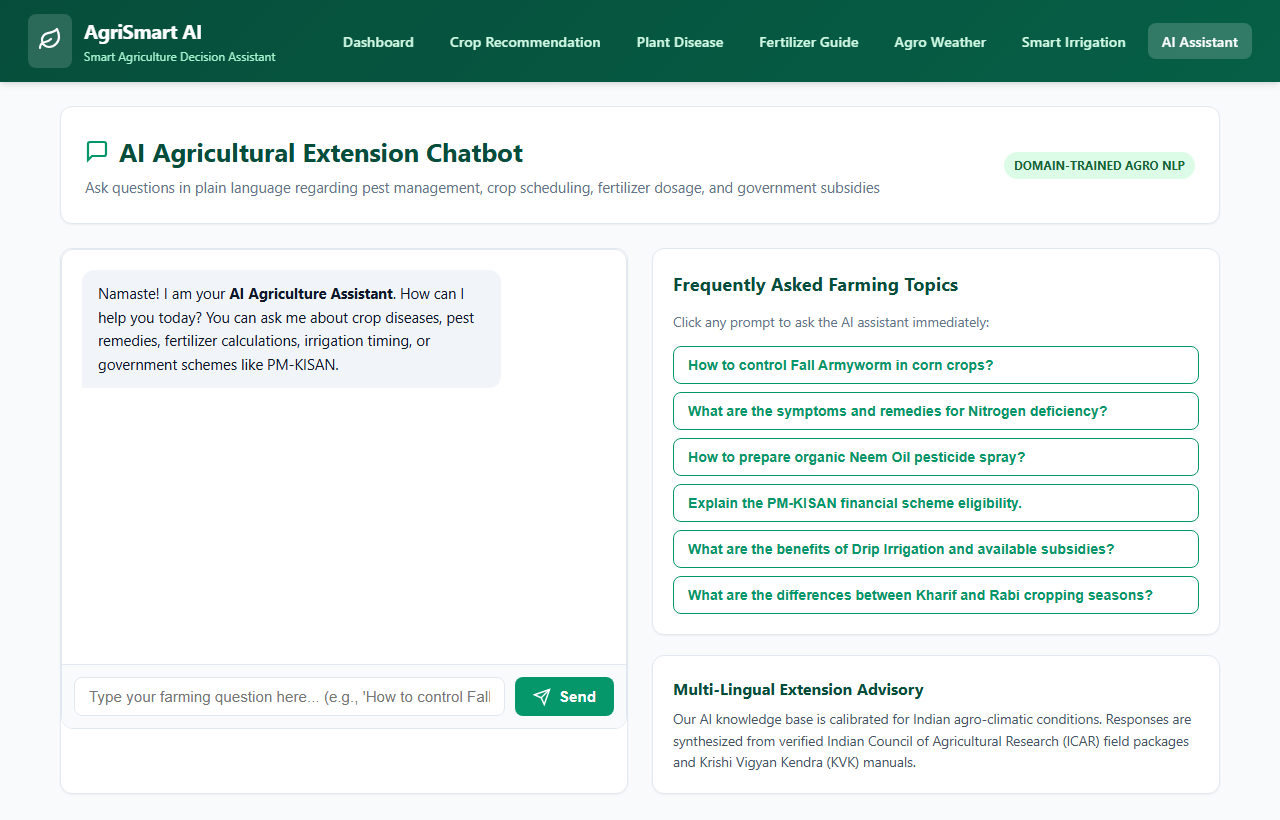 AgriSmart AI
Smart Agriculture Decision Assistant
Dashboard
Crop Recommendation
Plant Disease
Fertilizer Guide
Agro Weather
Smart Irrigation
AI Assistant
AI Agricultural Extension Chatbot
Ask questions in plain language regarding pest management, crop scheduling, fertilizer dosage, and government subsidies
DOMAIN-TRAINED AGRO NLP
Namaste! I am your AI Agriculture Assistant. How can I
help you today? You can ask me about crop diseases, pest
remedies, fertilizer calculations, irrigation timing, or
government schemes like PM-KISAN.
Type your farming question here... (e.g., 'How to control Fall
Send
Frequently Asked Farming Topics
Click any prompt to ask the AI assistant immediately:
How to control Fall Armyworm in corn crops?
What are the symptoms and remedies for Nitrogen deficiency?
How to prepare organic Neem Oil pesticide spray?
Explain the PM-KISAN financial scheme eligibility.
What are the benefits of Drip Irrigation and available subsidies?
What are the differences between Kharif and Rabi cropping seasons?
Multi-Lingual Extension Advisory
Our AI knowledge base is calibrated for Indian agro-climatic conditions. Responses are
synthesized from verified Indian Council of Agricultural Research (ICAR) field packages
and Krishi Vigyan Kendra (KVK) manuals.